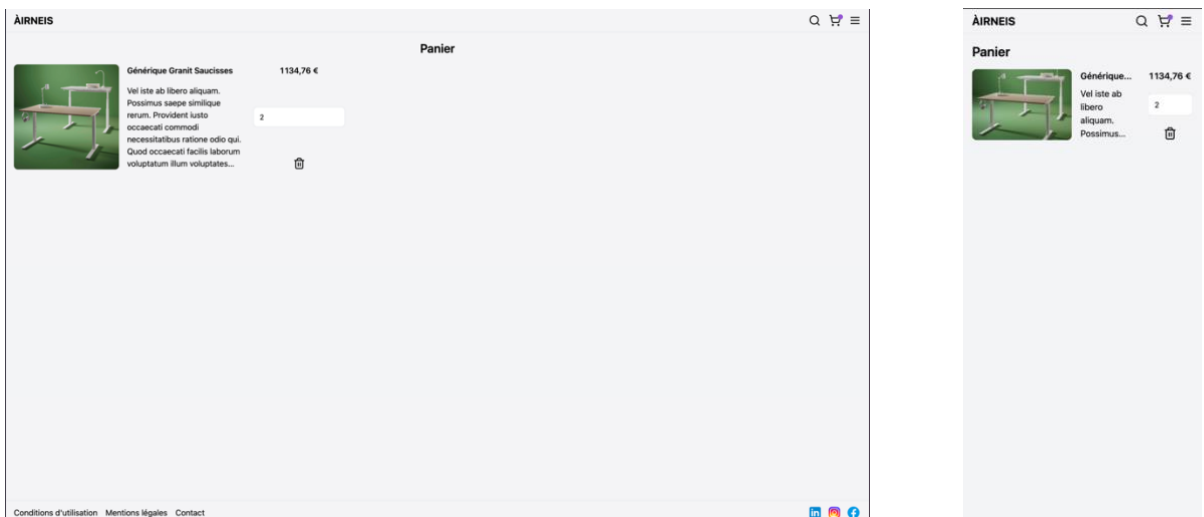 ÀIRNEIS
Panier
Générique Granit Saucisses
1134,76 €
Vel iste ab libero aliquam.
Possimus saepe similique
rerum. Provident iusto
occaecati commodi
necessitatibus ratione odio qui.
Quod occaecati facilis laborum
voluptatum illum voluptates...
2
Conditions d'utilisation Mentions légales Contact
ÀIRNEIS
Panier
Générique...
1134,76 €
Vel iste ab
libero
aliquam.
Possimus...
2